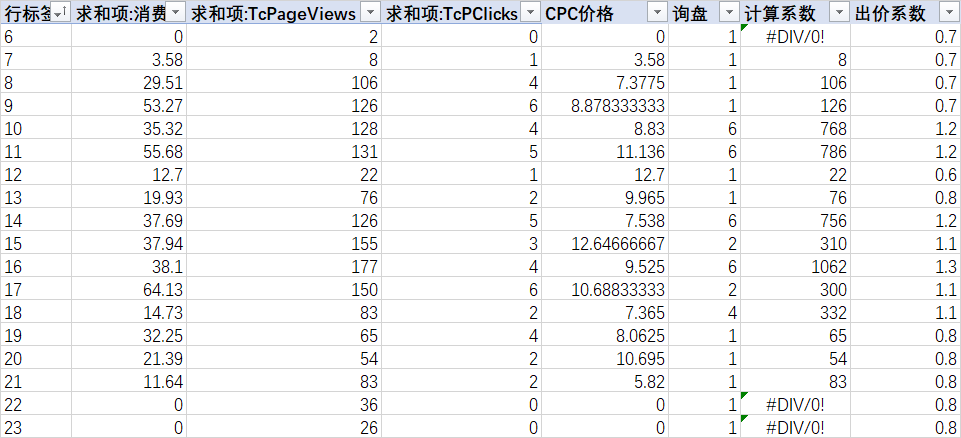 行标签 求和项:消费 求和项:TcPageViews 求和项:TcPClicks CPC价格 询盘 计算系数 出价系数
6 0 2 0 0 1 #DIV/0! 0.7
7 3.58 8 1 3.58 1 8 0.7
8 29.51 106 4 7.3775 1 106 0.7
9 53.27 126 6 8.878333333 1 126 0.7
10 35.32 128 4 8.83 6 768 1.2
11 55.68 131 5 11.136 6 786 1.2
12 12.7 22 1 12.7 1 22 0.6
13 19.93 76 2 9.965 1 76 0.8
14 37.69 126 5 7.538 6 756 1.2
15 37.94 155 3 12.64666667 2 310 1.1
16 38.1 177 4 9.525 6 1062 1.3
17 64.13 150 6 10.68833333 2 300 1.1
18 14.73 83 2 7.365 4 332 1.1
19 32.25 65 4 8.0625 1 65 0.8
20 21.39 54 2 10.695 1 54 0.8
21 11.64 83 2 5.82 1 83 0.8
22 0 36 0 0 1 #DIV/0! 0.8
23 0 26 0 0 1 #DIV/0! 0.8